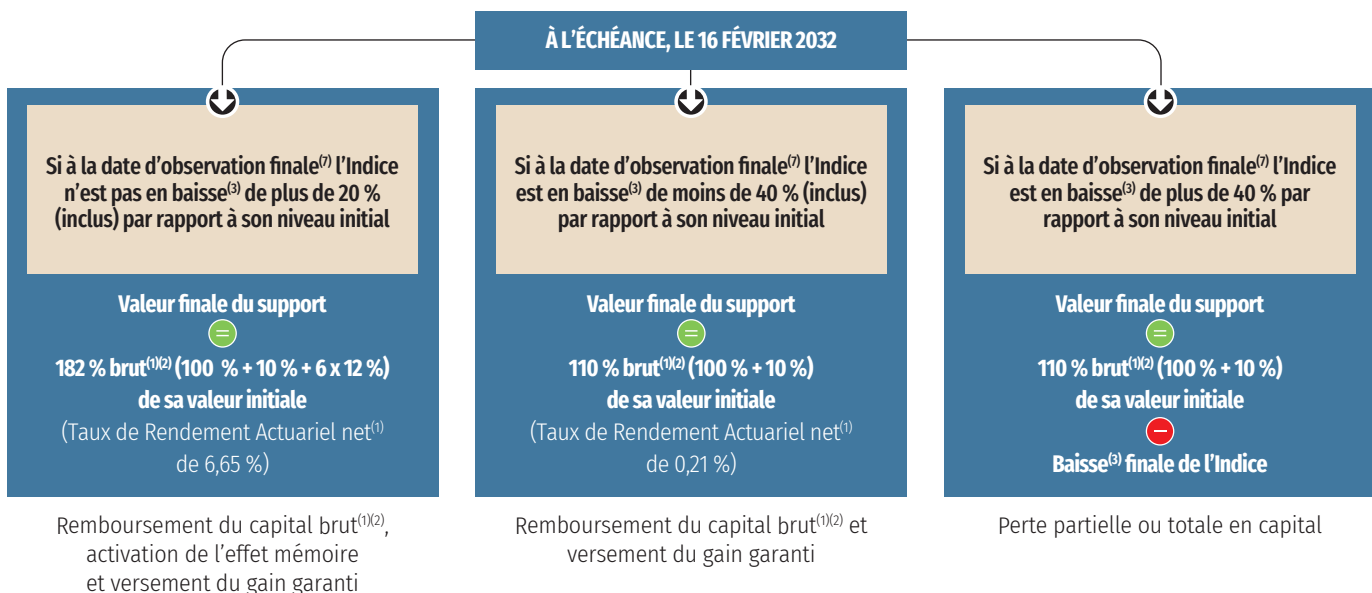 À L'ÉCHÉANCE, LE 16 FÉVRIER 2032
Si à la date d'observation finale(7) l'Indice
n'est pas en baisse(3) de plus de 20 %
(inclus) par rapport à son niveau initial
Valeur finale du support
=
182 % brut(1)(2) (100 % + 10 % + 6 x 12 %)
de sa valeur initiale
(Taux de Rendement Actuariel net(1)
de 6,65 %)
Remboursement du capital brut(1)(2),
activation de l'effet mémoire
et versement du gain garanti
Si à la date d'observation finale(7) l'Indice
est en baisse(3) de moins de 40 % (inclus)
par rapport à son niveau initial
Valeur finale du support
=
110 % brut(1)(2) (100 % + 10 %)
de sa valeur initiale
(Taux de Rendement Actuariel net(1)
de 0,21 %)
Remboursement du capital brut(1)(2) et
versement du gain garanti
Si à la date d'observation finale(7) l'Indice
est en baisse(3) de plus de 40 % par
rapport à son niveau initial
Valeur finale du support
=
110 % brut(1)(2) (100 % + 10 %)
de sa valeur initiale
−
Baisse(3) finale de l'Indice
Perte partielle ou totale en capital